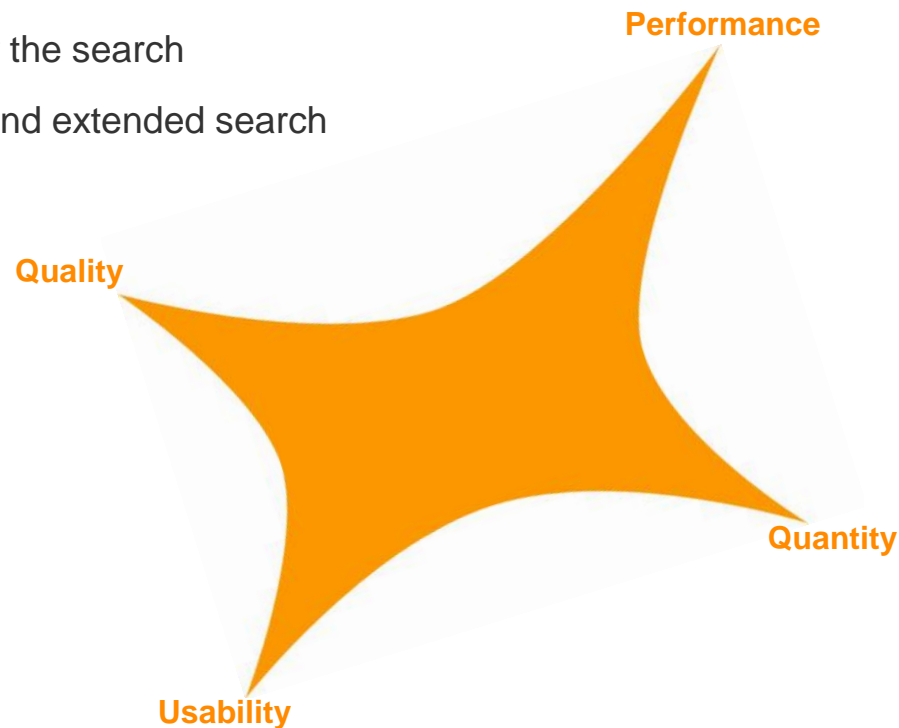 Performance
the search
nd extended search
Quality
Quantity
Usability